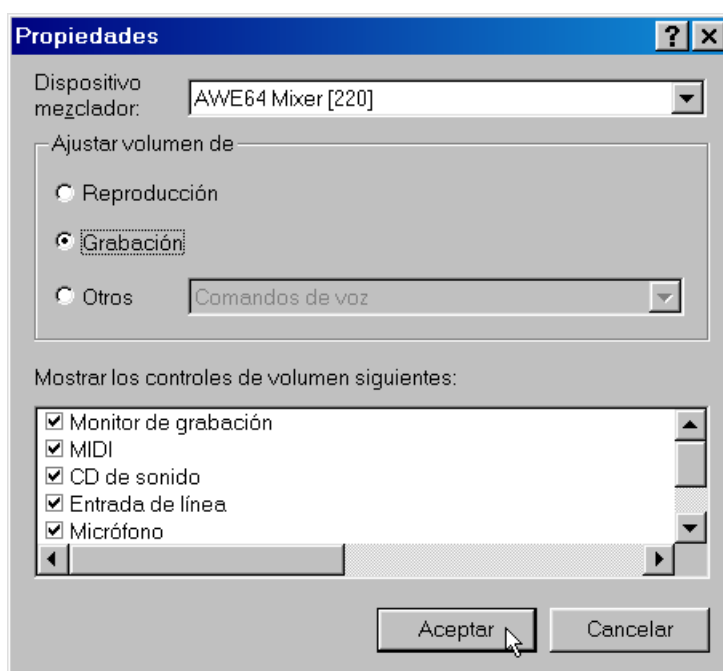 Propiedades
Dispositivo
mezclador:
AWE64 Mixer [220]
Ajustar volumen de
Reproducción
Grabación
Otros
Comandos de voz
Mostrar los controles de volumen siguientes:
Monitor de grabación
MIDI
CD de sonido
Entrada de línea
Micrófono
Aceptar
Cancelar